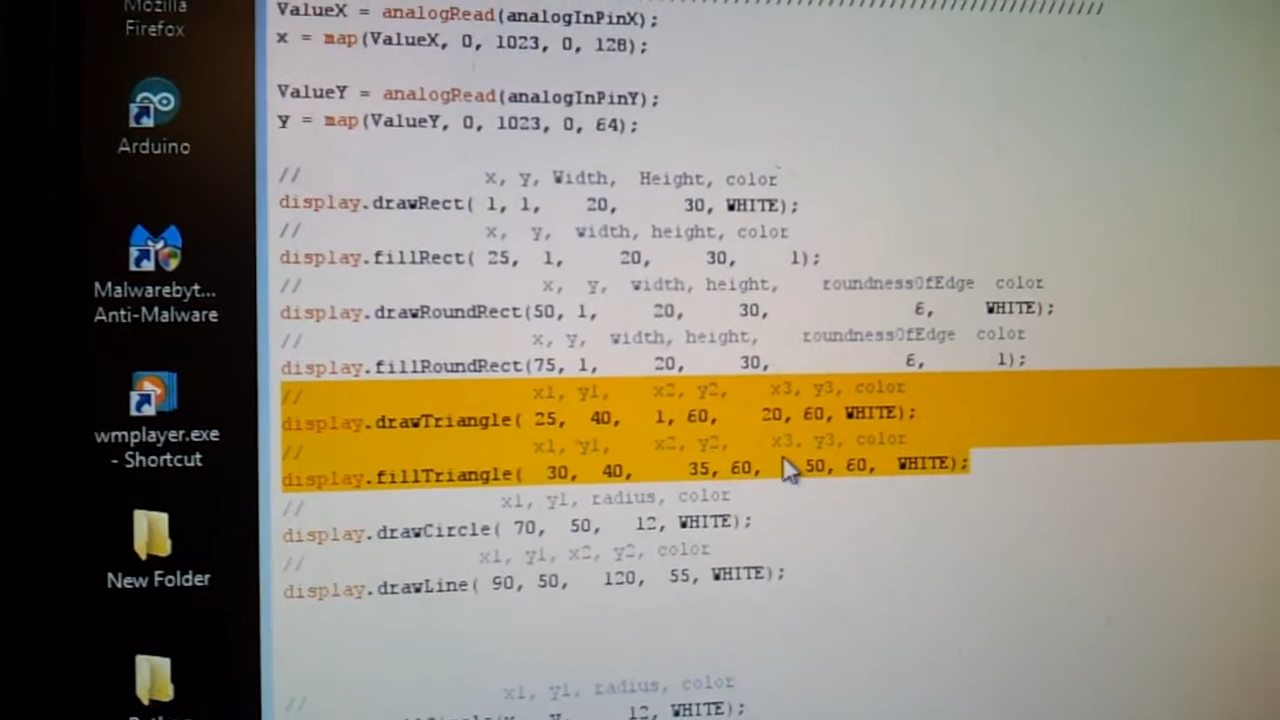 Mozilla
Firefox
Arduino
Malwarebyt...
Anti-Malware
wmplayer.exe
- Shortcut
New Folder
////////////////////////////////
ValueX = analogRead(analogInPinX);
x = map(ValueX, 0, 1023, 0, 128);
ValueY = analogRead(analogInPinY);
y = map(ValueY, 0, 1023, 0, 64);
// x, y, Width, Height, color
display.drawRect( 1, 1, 20, 30, WHITE);
// x, y, width, height, color
display.fillRect( 25, 1, 20, 30, 1);
// x, y, width, height, roundnessOfEdge color
display.drawRoundRect(50, 1, 20, 30, 6, WHITE);
// x, y, width, height, roundnessOfEdge color
display.fillRoundRect(75, 1, 20, 30, 6, 1);
// x1, y1, x2, y2, x3, y3, color
display.drawTriangle( 25, 40, 1, 60, 20, 60, WHITE);
// x1, y1, x2, y2, x3, y3, color
display.fillTriangle( 30, 40, 35, 60, 50, 60, WHITE);
// x1, y1, radius, color
display.drawCircle( 70, 50, 12, WHITE);
// x1, y1, x2, y2, color
display.drawLine( 90, 50, 120, 55, WHITE);
// x1, y1, radius, color
12, WHITE);